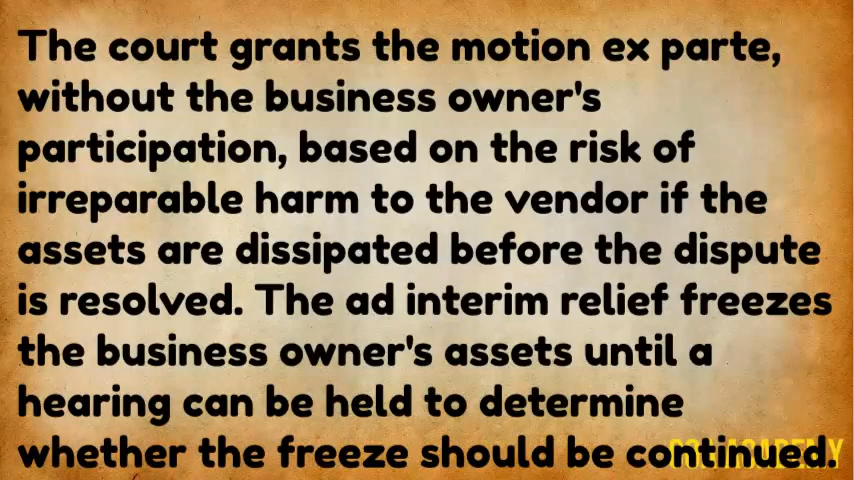 The court grants the motion ex parte,
without the business owner's
participation, based on the risk of
irreparable harm to the vendor if the
assets are dissipated before the dispute
is resolved. The ad interim relief freezes
the business owner's assets until a
hearing can be held to determine
whether the freeze should be continued.